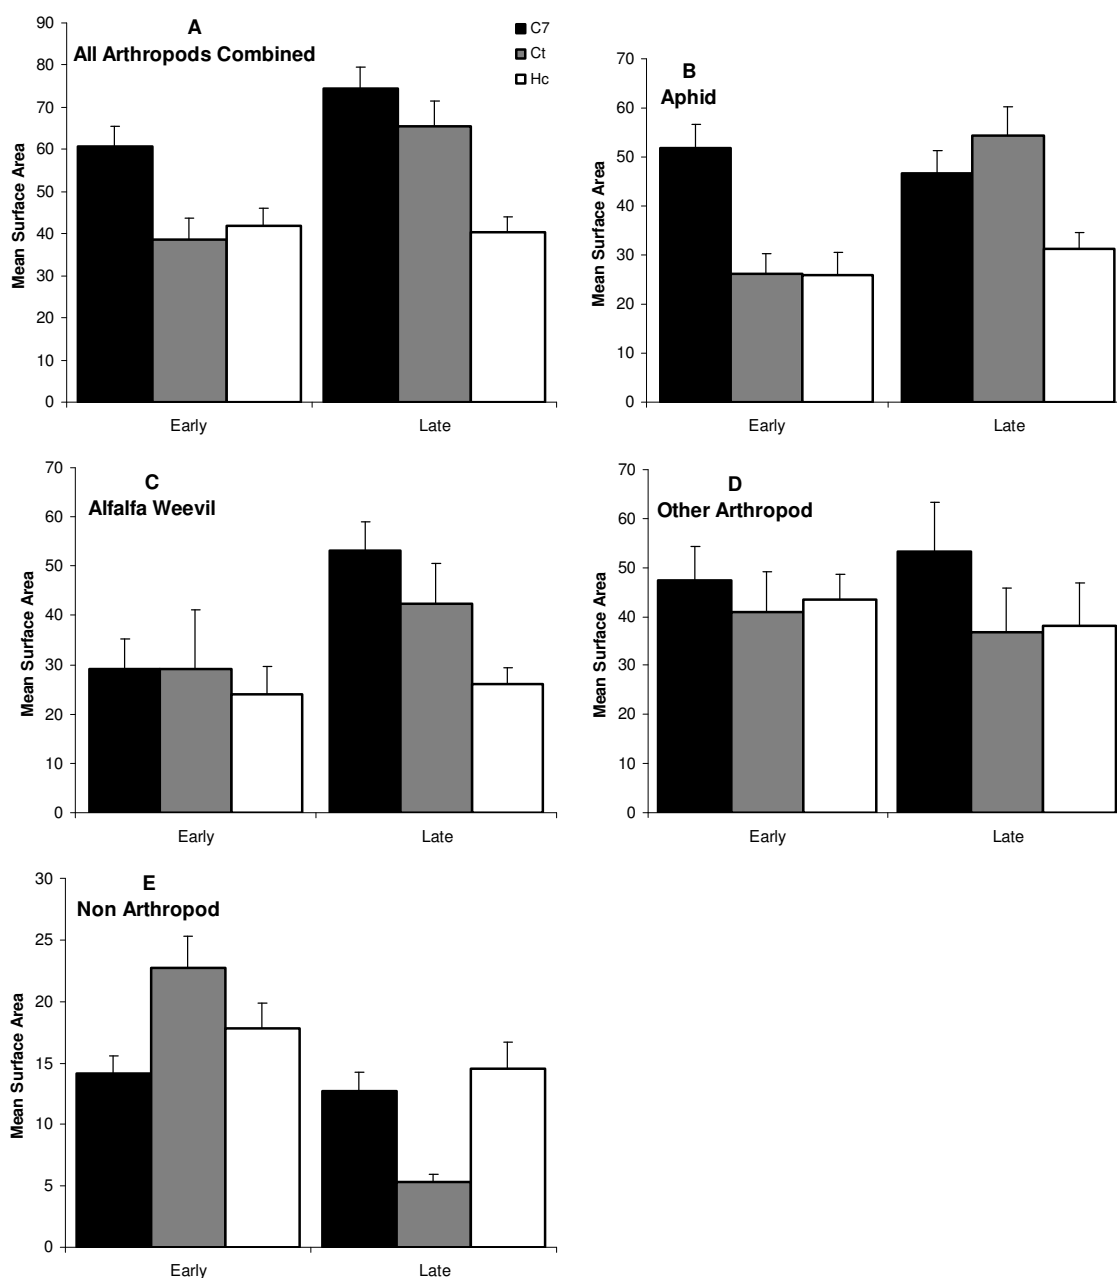 A
All Arthropods Combined
C7
Ct
Hc
Mean Surface Area
90
80
70
60
50
40
30
20
10
0
Early
Late
B
Aphid
Mean Surface Area
70
60
50
40
30
20
10
0
Early
Late
C
Alfalfa Weevil
Mean Surface Area
70
60
50
40
30
20
10
0
Early
Late
D
Other Arthropod
Mean Surface Area
70
60
50
40
30
20
10
0
Early
Late
E
Non Arthropod
Mean Surface Area
30
25
20
15
10
5
0
Early
Late